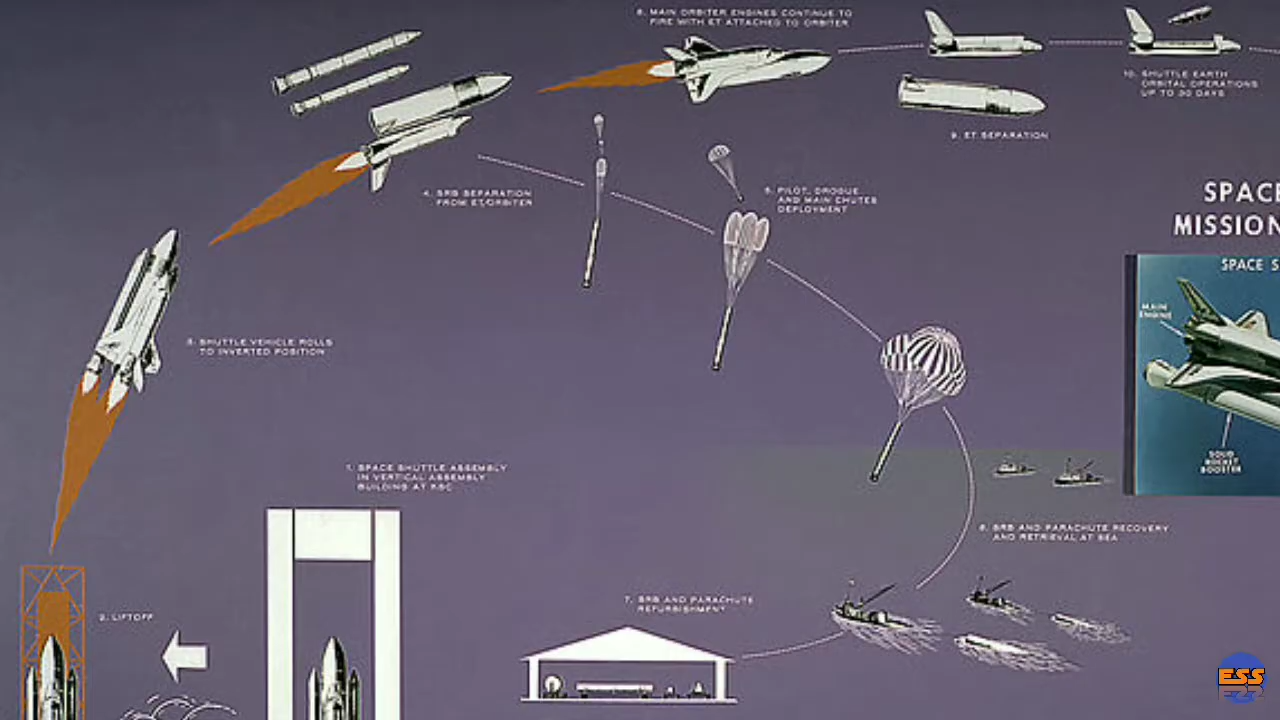 8. MAIN ORBITER ENGINES CONTINUE TO
FIRE WITH ET ATTACHED TO ORBITER
10. SHUTTLE EARTH
ORBITAL OPERATIONS
UP TO 30 DAYS
9. ET SEPARATION
4. SRB SEPARATION
FROM ET/ORBITER
5. PILOT, DROGUE
AND MAIN CHUTES
DEPLOYMENT
SPACE
MISSION
SPACE S
MAIN
ENGINE
SOLID
ROCKET
BOOSTER
3. SHUTTLE VEHICLE ROLLS
TO INVERTED POSITION
1. SPACE SHUTTLE ASSEMBLY
IN VERTICAL ASSEMBLY
BUILDING AT KSC
6. SRB AND PARACHUTE RECOVERY
AND RETRIEVAL AT SEA
7. SRB AND PARACHUTE
REFURBISHMENT
2. LIFTOFF
ESS